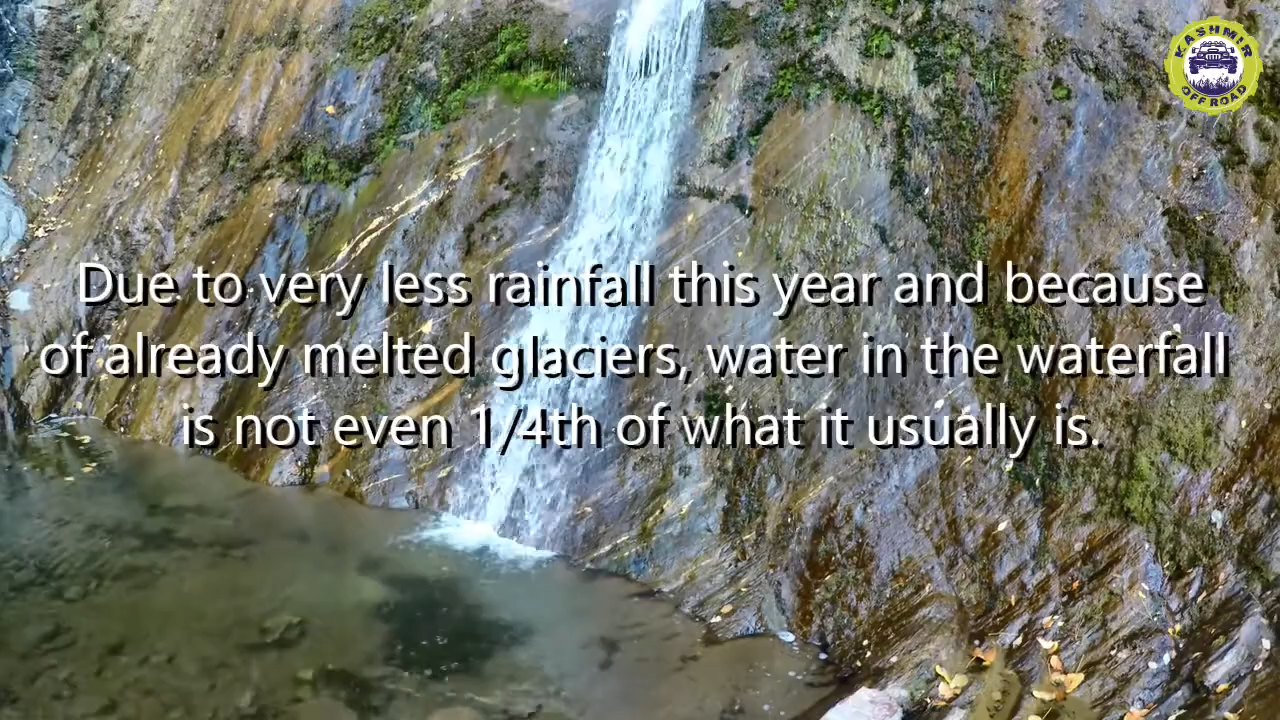 KASHMIR
OFF ROAD
Due to very less rainfall this year and because
of already melted glaciers, water in the waterfall
is not even 1/4th of what it usually is.